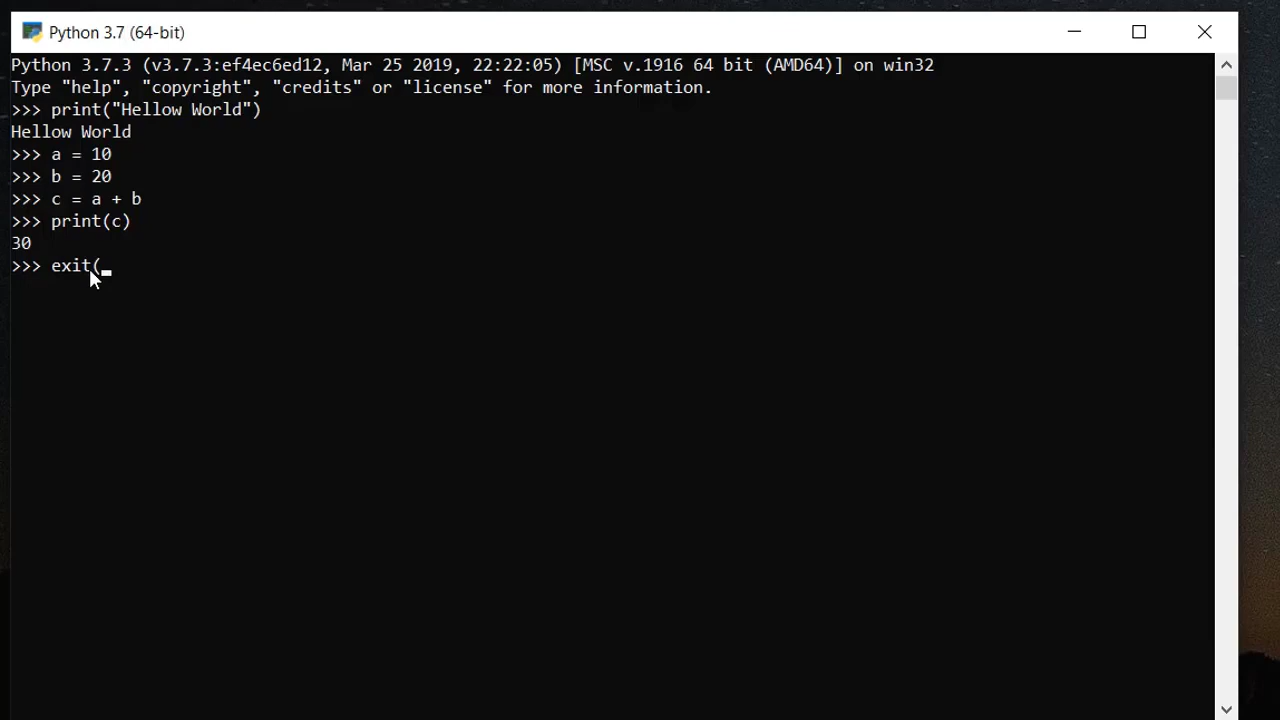 Python 3.7 (64-bit)
Python 3.7.3 (v3.7.3:ef4ec6ed12, Mar 25 2019, 22:22:05) [MSC v.1916 64 bit (AMD64)] on win32
Type "help", "copyright", "credits" or "license" for more information.
>>> print("Hellow World")
Hellow World
>>> a = 10
>>> b = 20
>>> c = a + b
>>> print(c)
30
>>> exit(